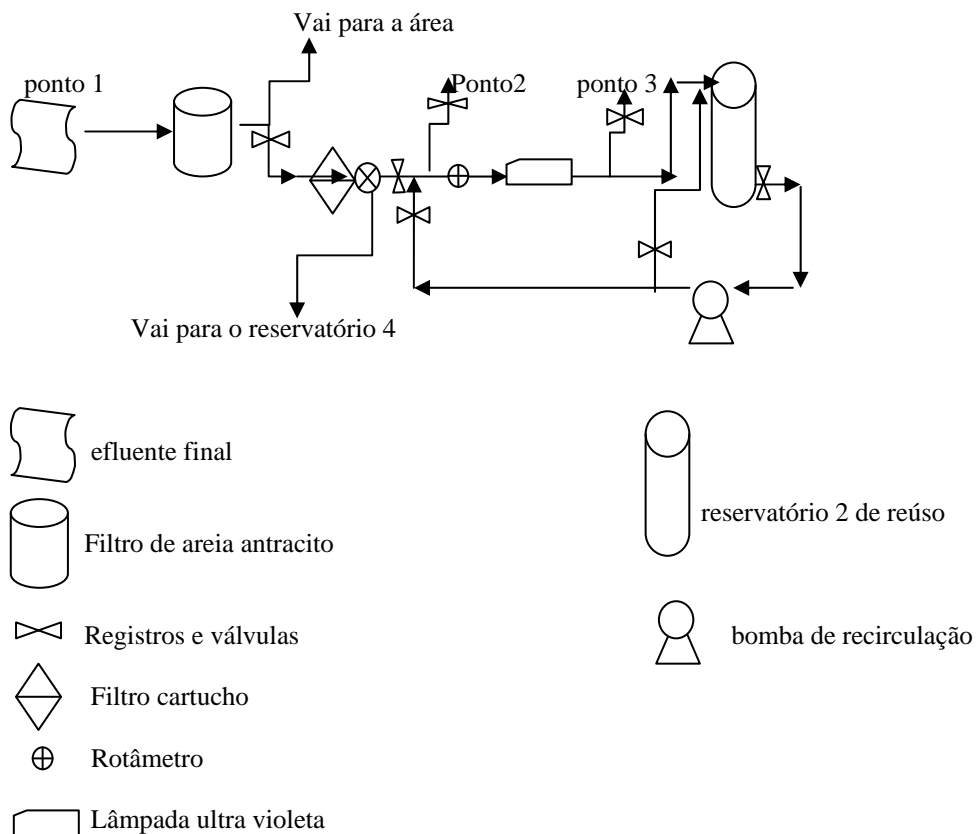 Vai para a área
ponto 1
Ponto2
ponto 3
Vai para o reservatório 4
efluente final
reservatório 2 de reúso
Filtro de areia antracito
Registros e válvulas
bomba de recirculação
Filtro cartucho
Rotâmetro
Lâmpada ultra violeta